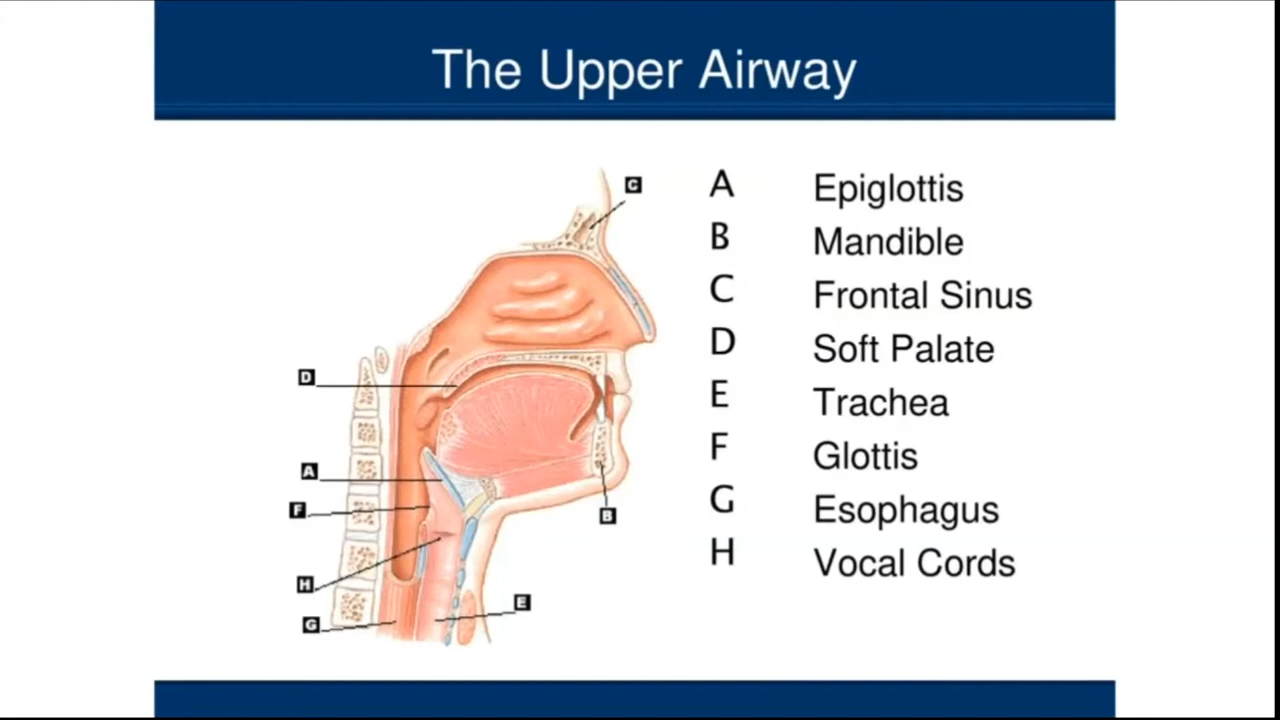 The Upper Airway
A Epiglottis
B Mandible
C Frontal Sinus
D Soft Palate
E Trachea
F Glottis
G Esophagus
H Vocal Cords
C
D
A
F
B
H
E
G